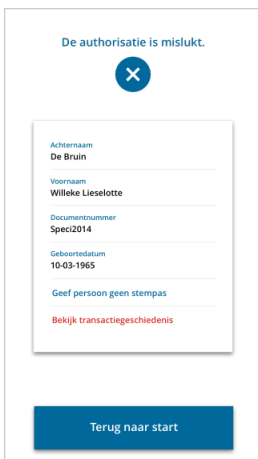 De authorisatie is mislukt.
Achternaam
De Bruin
Voornaam
Willeke Lieselotte
Documentnummer
Speci2014
Geboortedatum
10-03-1965
Geef persoon geen stempas
Bekijk transactiegeschiedenis
Terug naar start